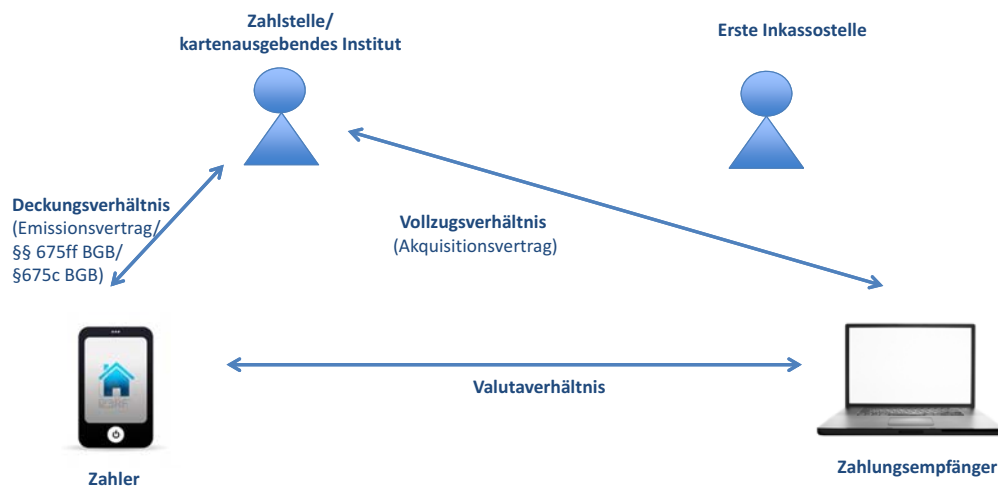 Zahlstelle/
kartenausgebendes Institut
Erste Inkassostelle
Deckungsverhältnis
(Emissionsvertrag/
§§ 675ff BGB/
§675c BGB)
Vollzugsverhältnis
(Akquisitionsvertrag)
Valutaverhältnis
Zahler
Zahlungsempfänger